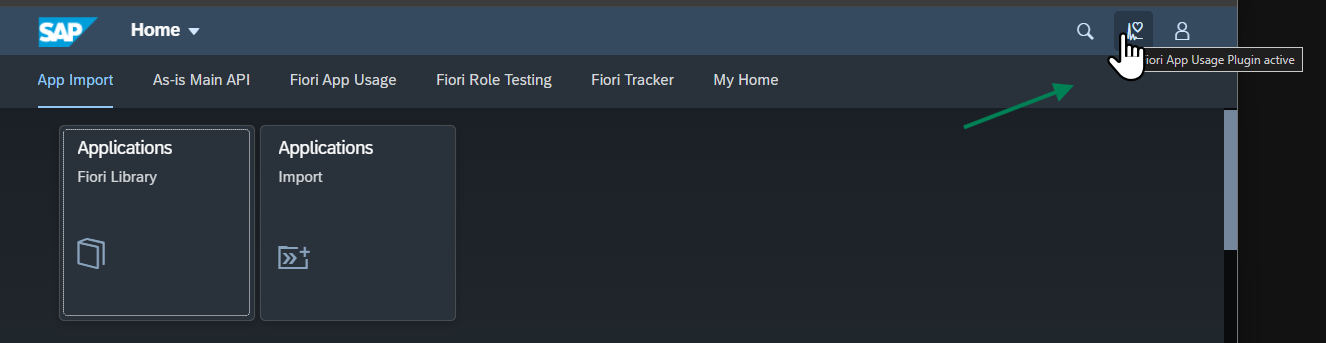 SAP
Home
iori App Usage Plugin active
App Import
As-is Main API
Fiori App Usage
Fiori Role Testing
Fiori Tracker
My Home
Applications
Fiori Library
Applications
Import